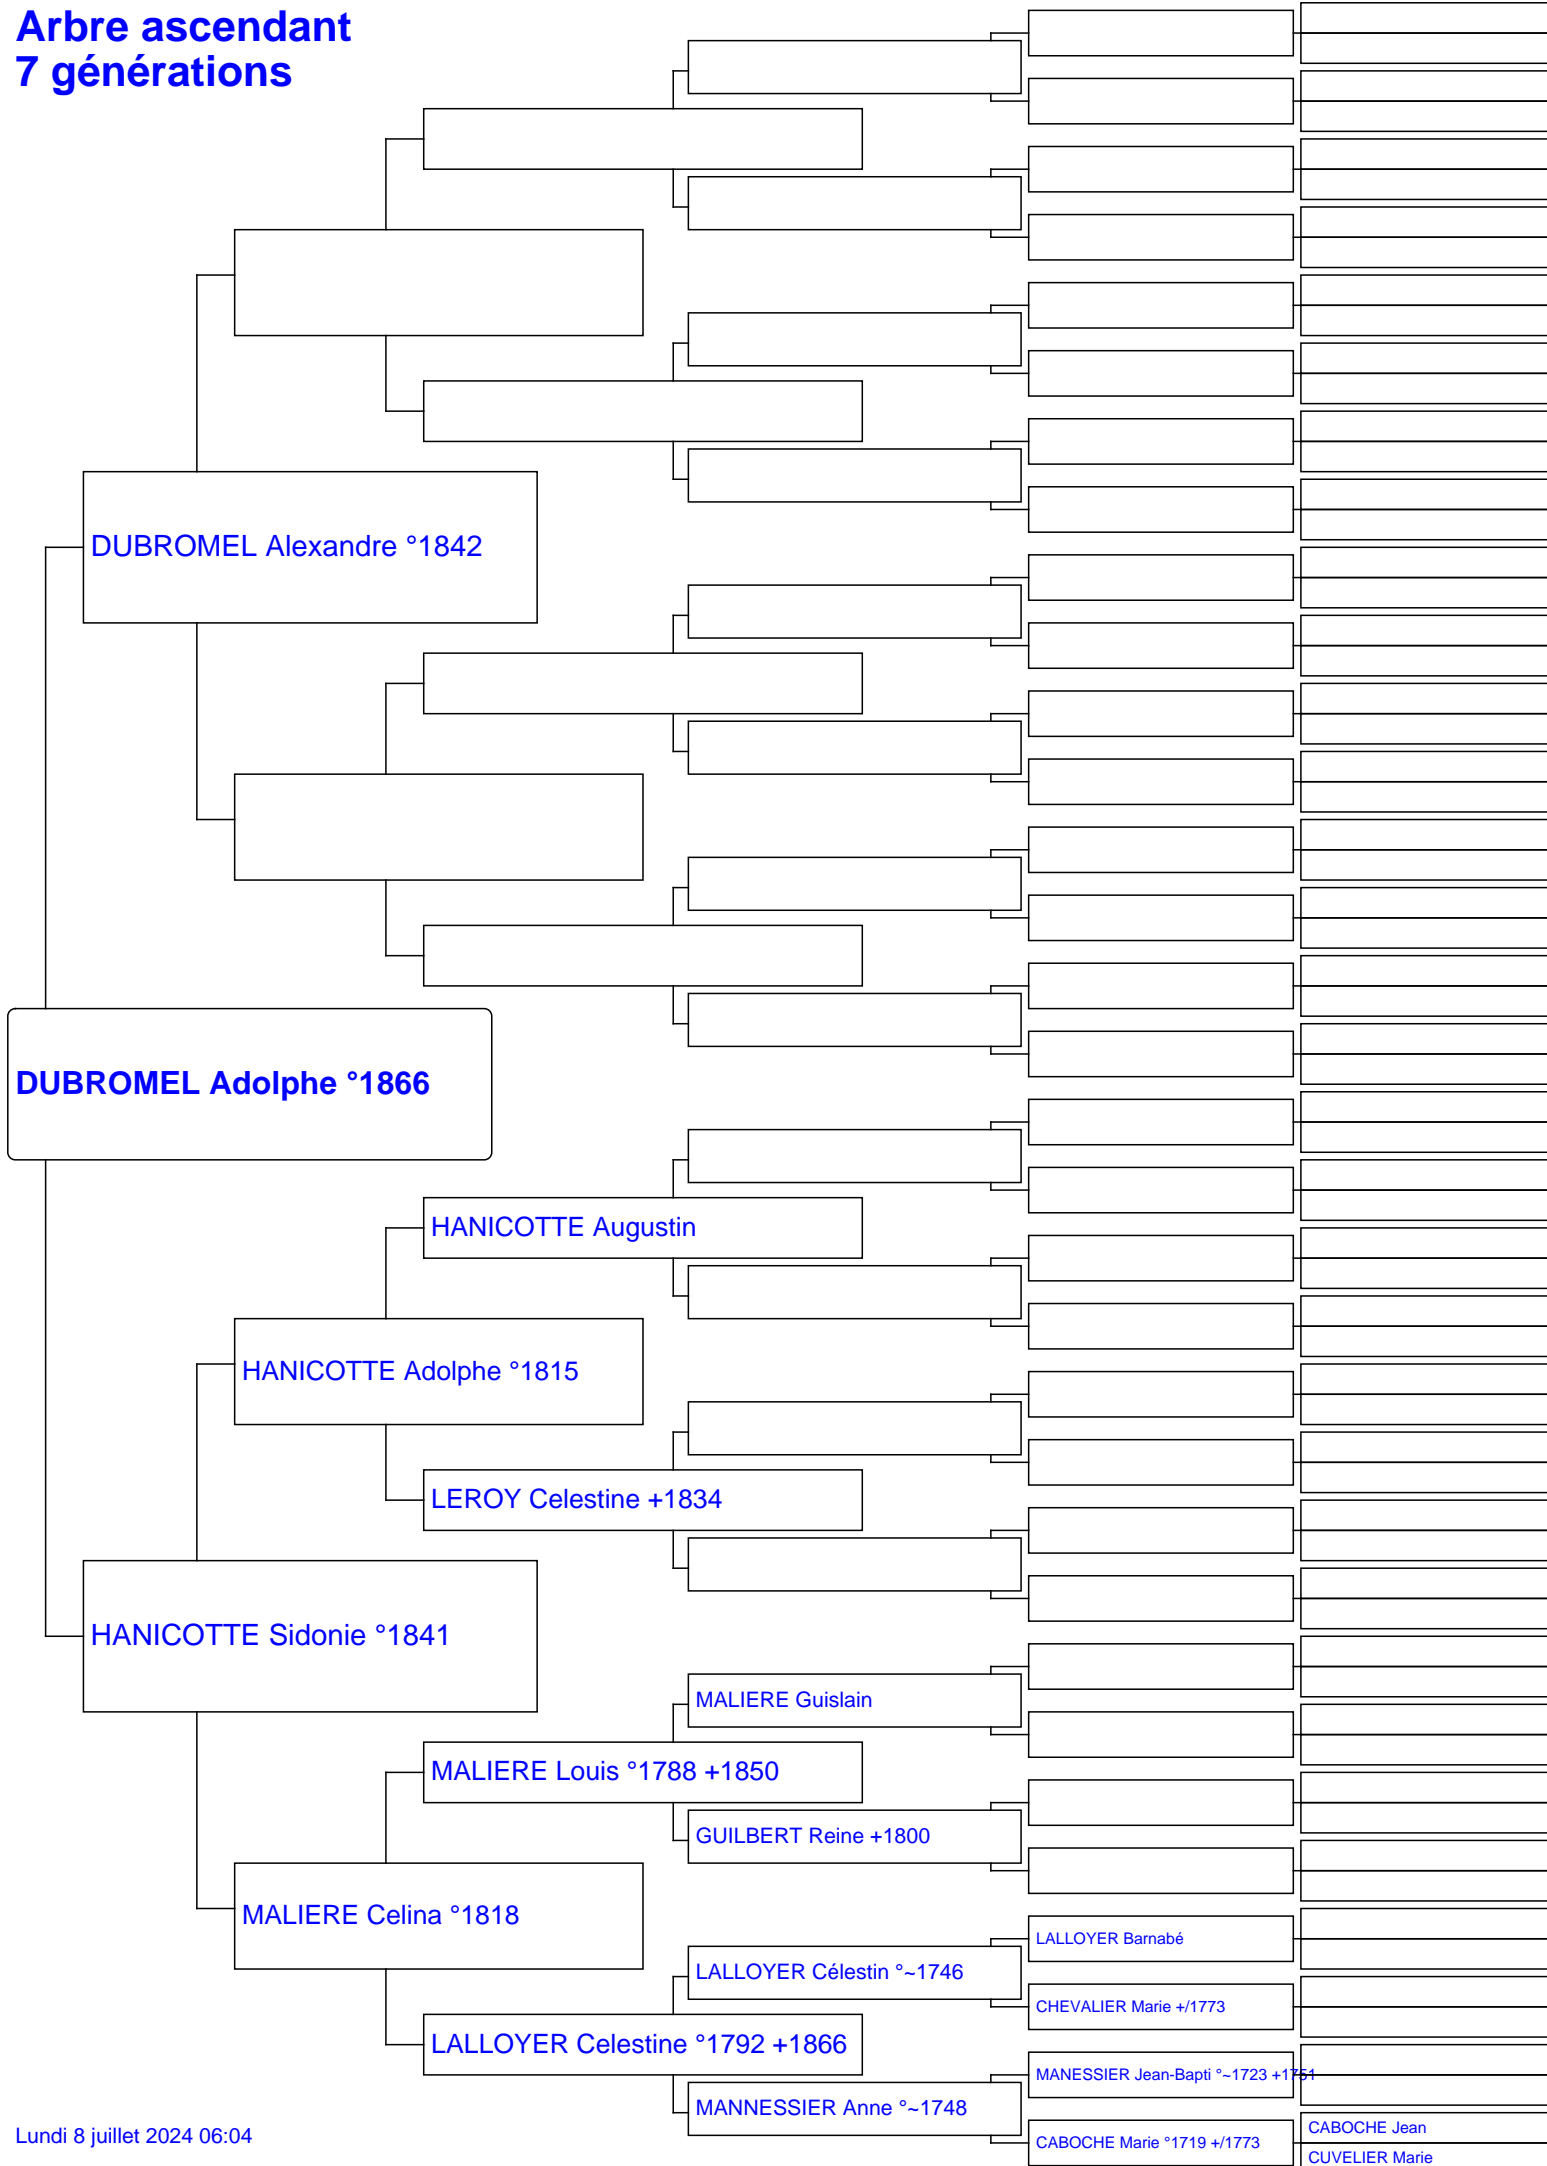 Arbre ascendant
7 générations
DUBROMEL Alexandre °1842
DUBROMEL Adolphe °1866
HANICOTTE Augustin
HANICOTTE Adolphe °1815
LEROY Celestine +1834
HANICOTTE Sidonie °1841
MALIERE Guislain
MALIERE Louis °1788 +1850
GUILBERT Reine +1800
MALIERE Celina °1818
LALLOYER Barnabé
LALLOYER Célestin °~1746
CHEVALIER Marie +/1773
LALLOYER Celestine °1792 +1866
MANESSIER Jean-Bapti °~1723 +1751
MANNESSIER Anne °~1748
CABOCHE Jean
CABOCHE Marie °1719 +/1773
CUVELIER Marie
Lundi 8 juillet 2024 06:04